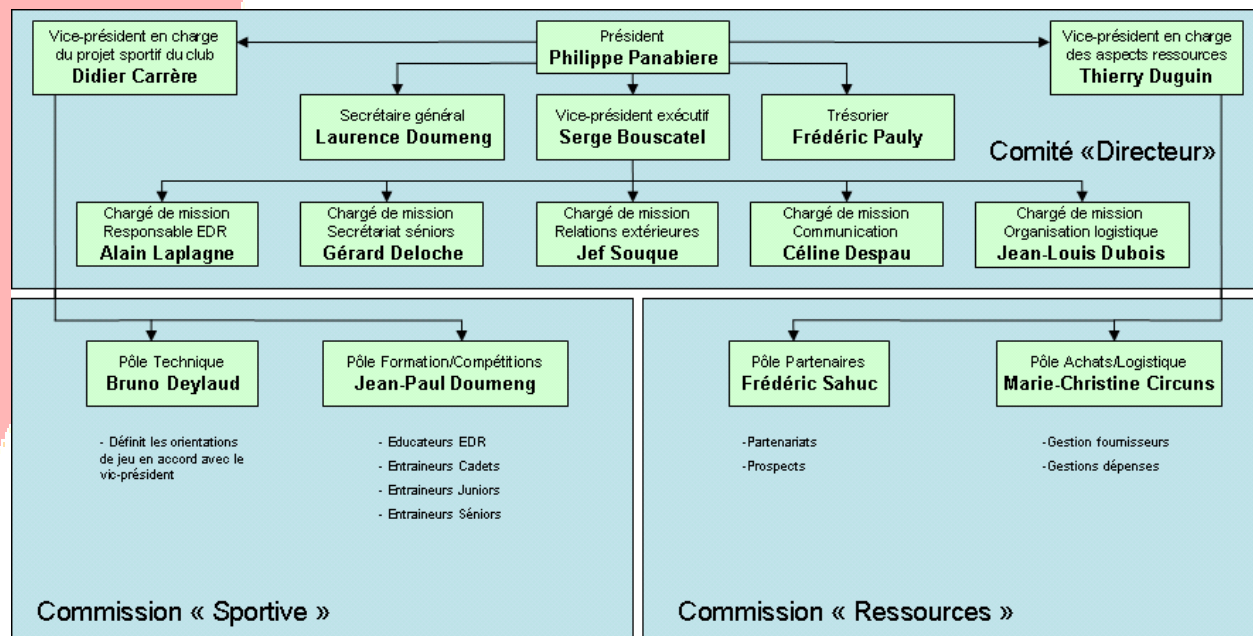 Vice-président en charge
du projet sportif du club
Didier Carrère
Président
Philippe Panabiere
Vice-président en charge
des aspects ressources
Thierry Duguin
Secrétaire général
Laurence Doumeng
Vice-président exécutif
Serge Bouscatel
Trésorier
Frédéric Pauly
Comité «Directeur»
Chargé de mission
Responsable EDR
Alain Laplagne
Chargé de mission
Secrétariat séniors
Gérard Deloche
Chargé de mission
Relations extérieures
Jef Souque
Chargé de mission
Communication
Céline Despau
Chargé de mission
Organisation logistique
Jean-Louis Dubois
Pôle Technique
Bruno Deylaud
Pôle Formation/Compétitions
Jean-Paul Doumeng
Pôle Partenaires
Frédéric Sahuc
Pôle Achats/Logistique
Marie-Christine Circuns
- Définit les orientations
de jeu en accord avec le
vic-président
- Educateurs EDR
- Entraineurs Cadets
- Entraineurs Juniors
- Entraineurs Séniors
-Partenariats
-Prospects
-Gestion fournisseurs
-Gestions dépenses
Commission « Sportive »
Commission « Ressources »